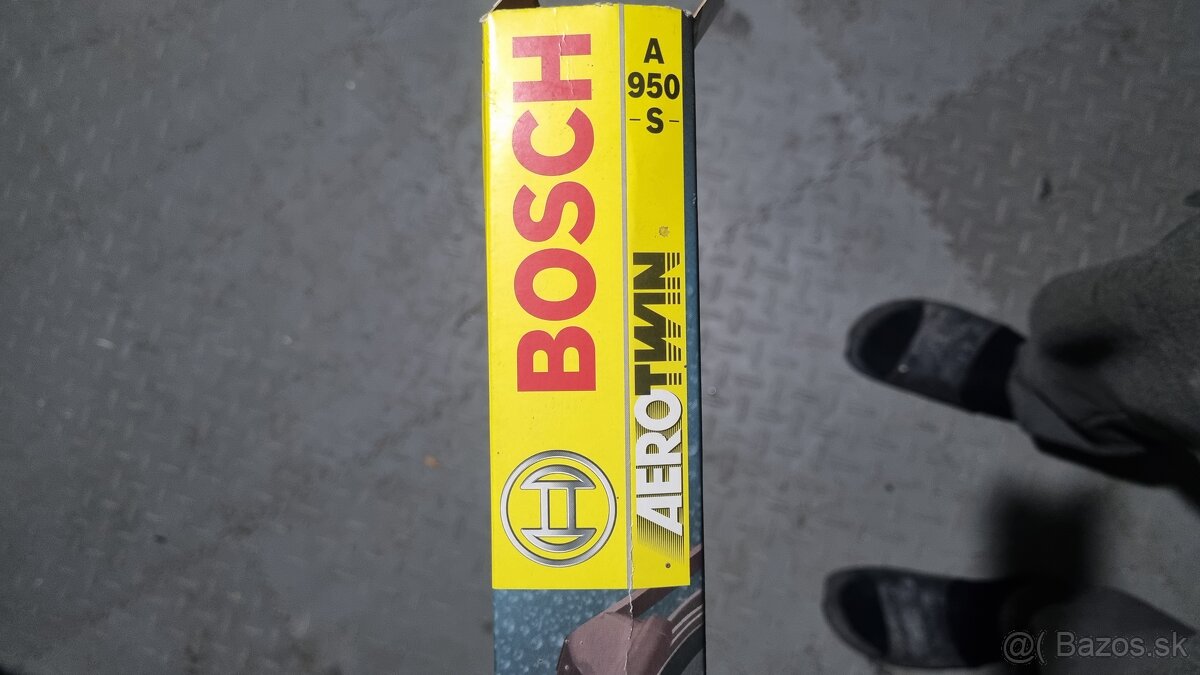 BOSCH
A
950
-S-
AEROTWIN
@( Bazos.sk